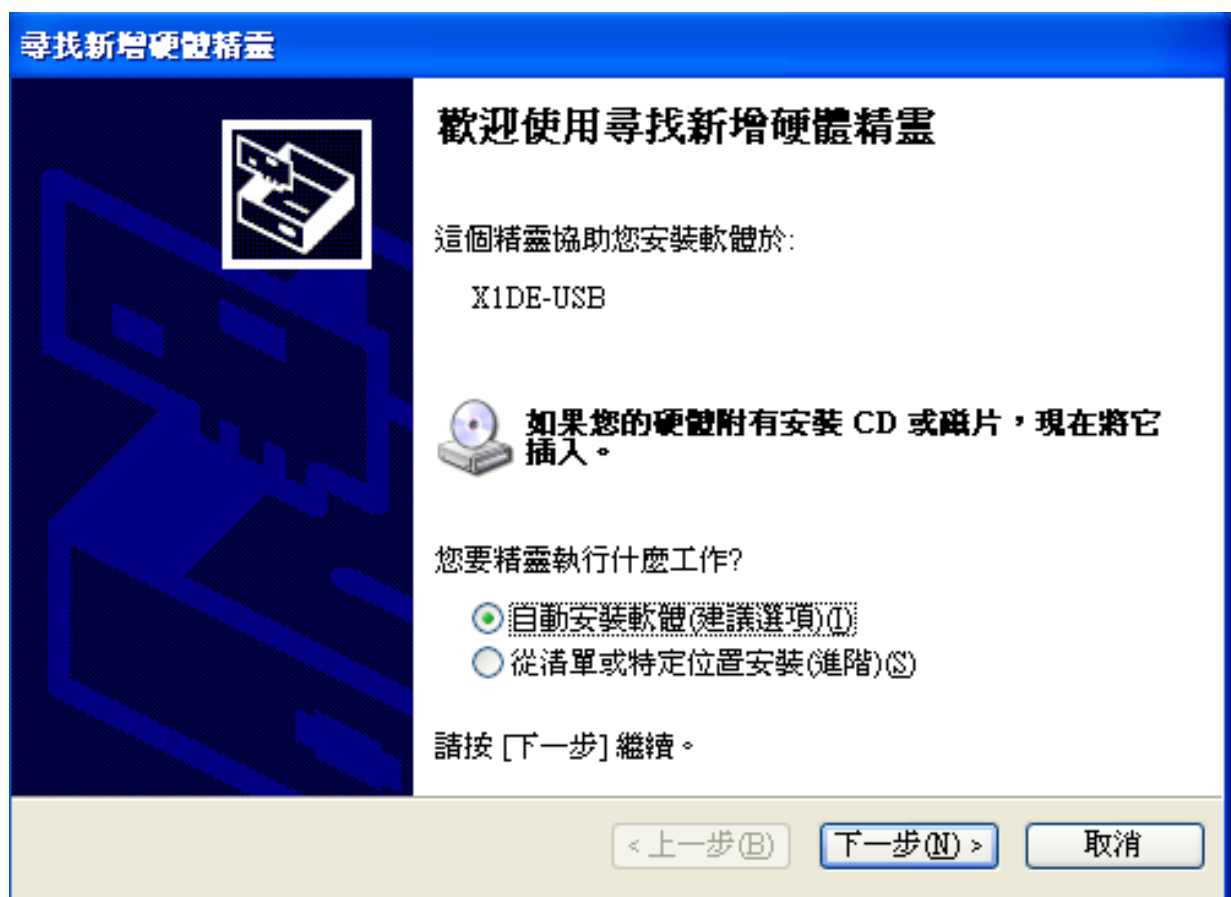 尋找新增硬體精靈
歡迎使用尋找新增硬體精靈
這個精靈協助您安裝軟體於:
X1DE-USB
如果您的硬體附有安裝 CD 或磁片，現在將它
插入。
您要精靈執行什麼工作?
自動安裝軟體(建議選項)(I)
從清單或特定位置安裝(進階)(S)
請按 [下一步] 繼續。
< 上一步(B) 下一步(N) > 取消